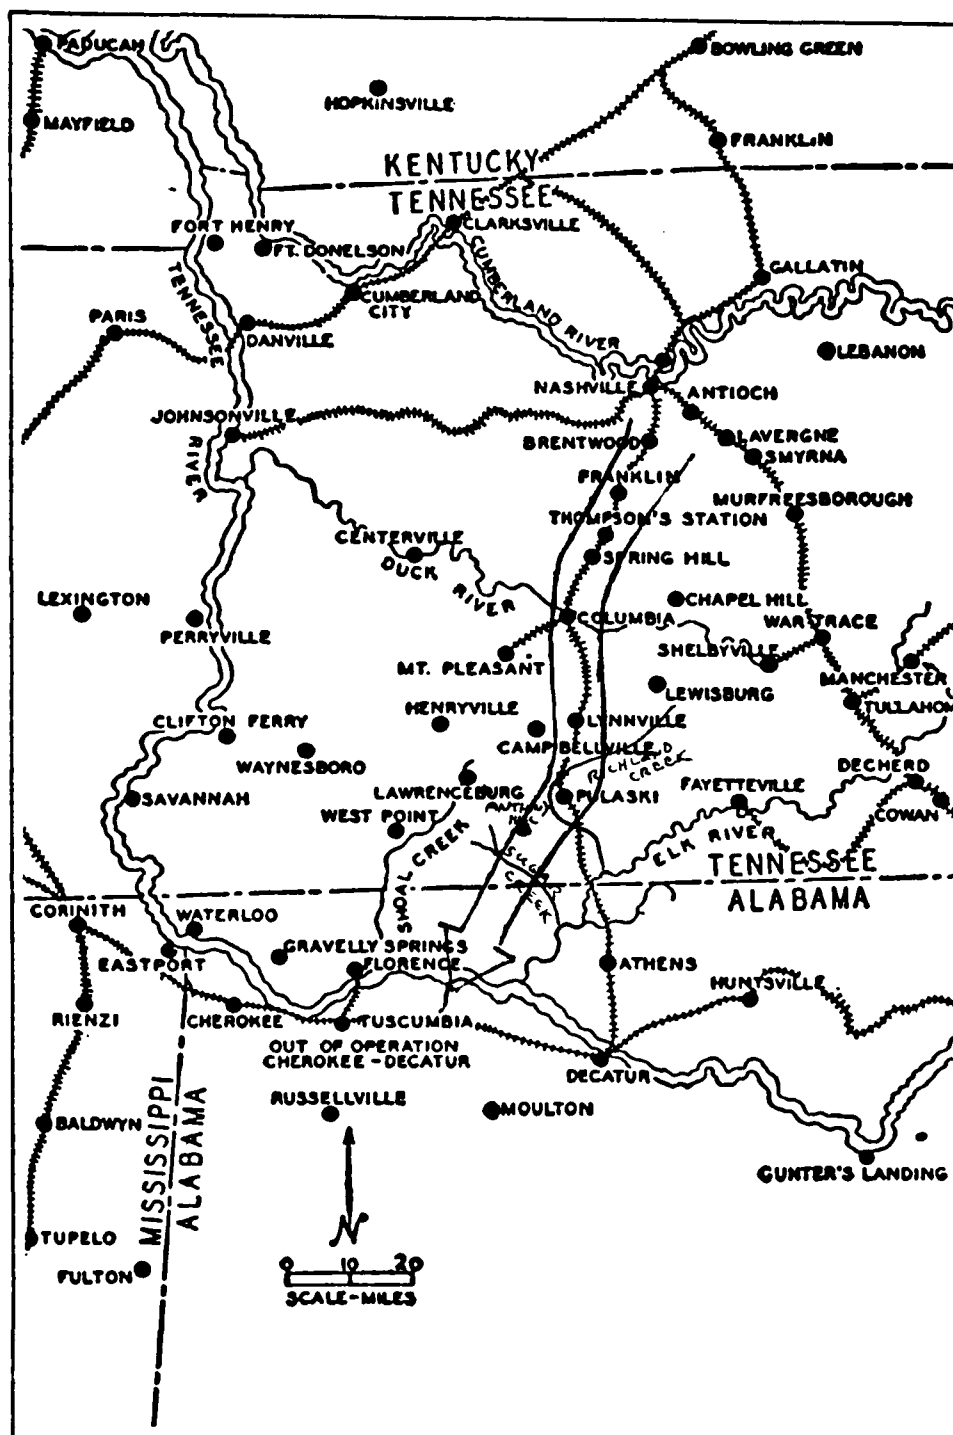 PADUCAH
BOWLING GREEN
HOPKINSVILLE
MAYFIELD
FRANKLIN
KENTUCKY
TENNESSEE
CLARKSVILLE
FORT HENRY
FT. DONELSON
GALLATIN
TENNESSEE
CUMBERLAND RIVER
CUMBERLAND
CITY
PARIS
DANVILLE
LEBANON
NASHVILLE
ANTIOCH
JOHNSONVILLE
BRENTWOOD
LAVERGNE
SMYRNA
RIVER
FRANKLIN
MURFREESBOROUGH
THOMPSON'S STATION
CENTERVILLE
SPRING HILL
DUCK RIVER
LEXINGTON
CHAPEL HILL
COLUMBIA
WAR TRACE
PERRYVILLE
SHELBYVILLE
MT. PLEASANT
MANCHESTER
LEWISBURG
TULLAHOM
HENRYVILLE
CLIFTON FERRY
LYNNVILLE
CAMPBELLVILLE
WAYNESBORO
RICHLAND
CREEK
DECHERD
LAWRENCEBURG
FAYETTEVILLE
SAVANNAH
PULASKI
WEST POINT
COWAN
SHOAL CREEK
ELK RIVER
SUGAR
CREEK
TENNESSEE
ALABAMA
CORINITH
WATERLOO
GRAVELLY SPRINGS
EASTPORT
FLORENCE
ATHENS
HUNTSVILLE
RIENZI
CHEROKEE
TUSCUMBIA
OUT OF OPERATION
CHEROKEE-DECATUR
DECATUR
RUSSELLVILLE
MOULTON
BALDWYN
MISSISSIPPI
ALABAMA
GUNTER'S LANDING
TUPELO
FULTON
N
0 10 20
SCALE-MILES